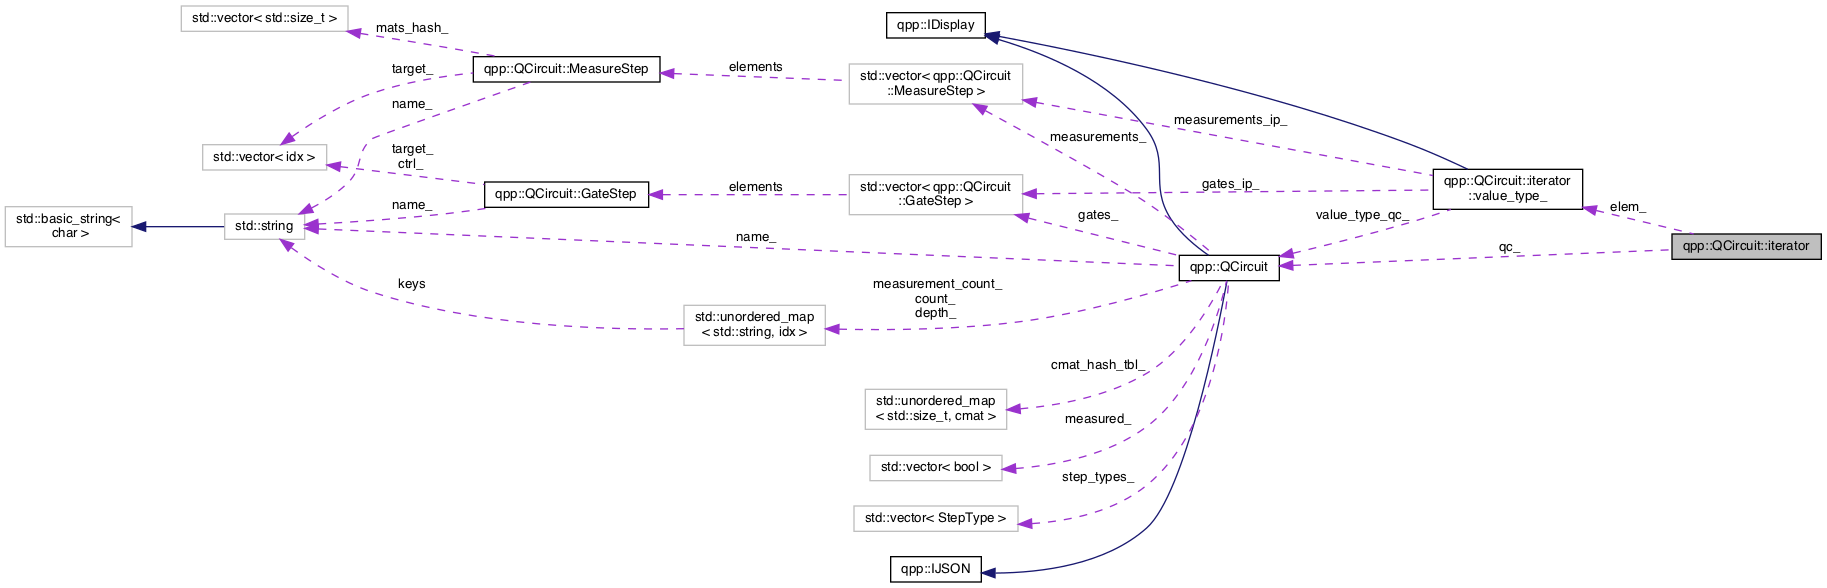 std::vector< std::size_t >
mats_hash_
qpp::IDisplay
qpp::QCircuit::MeasureStep
target_
name_
elements
std::vector< qpp::QCircuit
::MeasureStep >
measurements_ip_
measurements_
std::vector< idx >
target_
ctrl_
qpp::QCircuit::GateStep
elements
std::vector< qpp::QCircuit
::GateStep >
gates_ip_
qpp::QCircuit::iterator
::value_type_
std::basic_string<
char >
std::string
name_
name_
gates_
value_type_qc_
elem_
qc_
qpp::QCircuit::iterator
qpp::QCircuit
keys
std::unordered_map
< std::string, idx >
measurement_count_
count_
depth_
cmat_hash_tbl_
std::unordered_map
< std::size_t, cmat >
measured_
std::vector< bool >
step_types_
std::vector< StepType >
qpp::IJSON